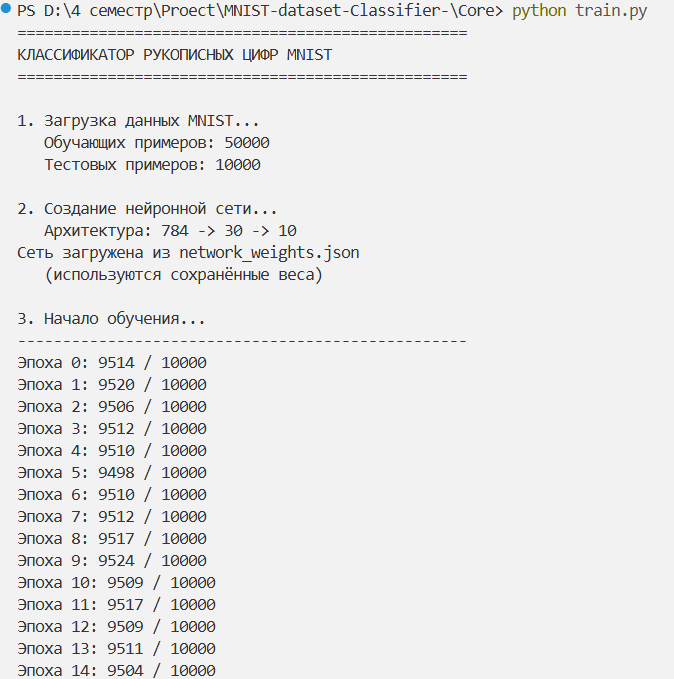 PS D:\4 семестр\Proect\MNIST-dataset-Classifier-\Core> python train.py
==================================================
КЛАССИФИКАТОР РУКОПИСНЫХ ЦИФР MNIST
==================================================
1. Загрузка данных MNIST...
Обучающих примеров: 50000
Тестовых примеров: 10000
2. Создание нейронной сети...
Архитектура: 784 -> 30 -> 10
Сеть загружена из network_weights.json
(используются сохранённые веса)
3. Начало обучения...
--------------------------------------------------
Эпоха 0: 9514 / 10000
Эпоха 1: 9520 / 10000
Эпоха 2: 9506 / 10000
Эпоха 3: 9512 / 10000
Эпоха 4: 9510 / 10000
Эпоха 5: 9498 / 10000
Эпоха 6: 9510 / 10000
Эпоха 7: 9512 / 10000
Эпоха 8: 9517 / 10000
Эпоха 9: 9524 / 10000
Эпоха 10: 9509 / 10000
Эпоха 11: 9517 / 10000
Эпоха 12: 9509 / 10000
Эпоха 13: 9511 / 10000
Эпоха 14: 9504 / 10000